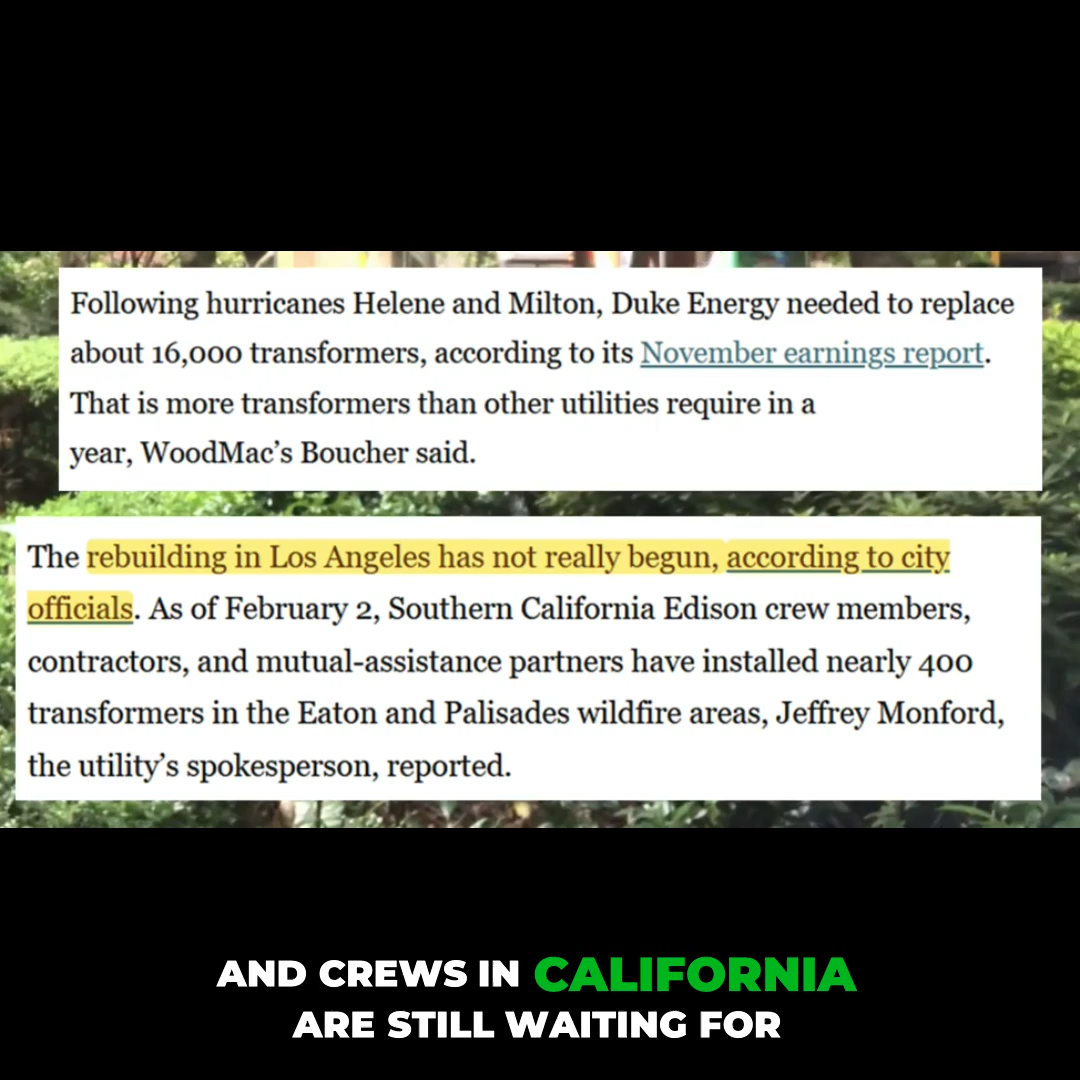 Following hurricanes Helene and Milton, Duke Energy needed to replace
about 16,000 transformers, according to its November earnings report.
That is more transformers than other utilities require in a
year, WoodMac’s Boucher said.
The rebuilding in Los Angeles has not really begun, according to city
officials. As of February 2, Southern California Edison crew members,
contractors, and mutual-assistance partners have installed nearly 400
transformers in the Eaton and Palisades wildfire areas, Jeffrey Monford,
the utility’s spokesperson, reported.
AND CREWS IN CALIFORNIA
ARE STILL WAITING FOR